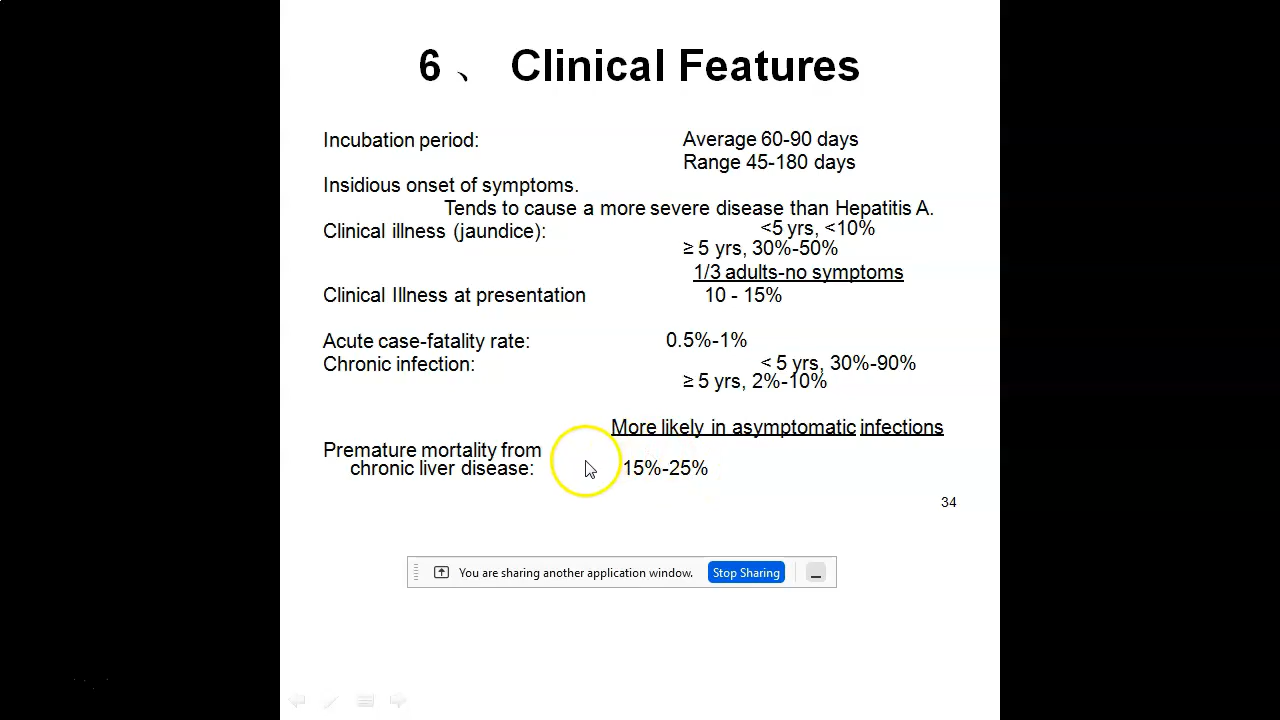 6 、 Clinical Features
Incubation period: Average 60-90 days
Range 45-180 days
Insidious onset of symptoms.
Tends to cause a more severe disease than Hepatitis A.
Clinical illness (jaundice): <5 yrs, <10%
≥ 5 yrs, 30%-50%
1/3 adults-no symptoms
Clinical Illness at presentation 10 - 15%
Acute case-fatality rate: 0.5%-1%
Chronic infection: < 5 yrs, 30%-90%
≥ 5 yrs, 2%-10%
More likely in asymptomatic infections
Premature mortality from
chronic liver disease: 15%-25%
34
You are sharing another application window. Stop Sharing